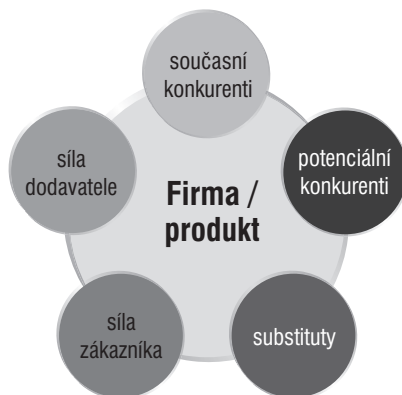 současní
konkurenti
síla
dodavatele
potenciální
konkurenti
Firma /
produkt
síla
zákazníka
substituty